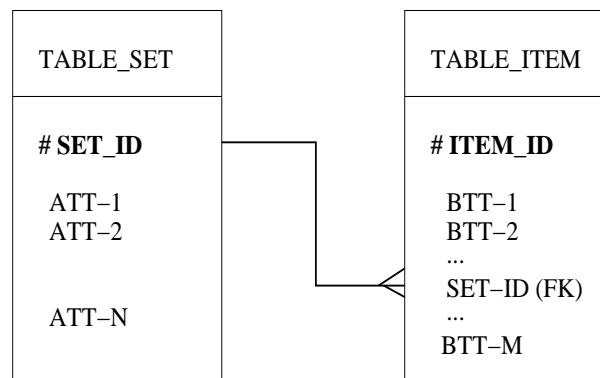 TABLE_SET
# SET_ID
ATT–1
ATT–2
ATT–N
TABLE_ITEM
# ITEM_ID
BTT–1
BTT–2
...
SET–ID (FK)
...
BTT–M